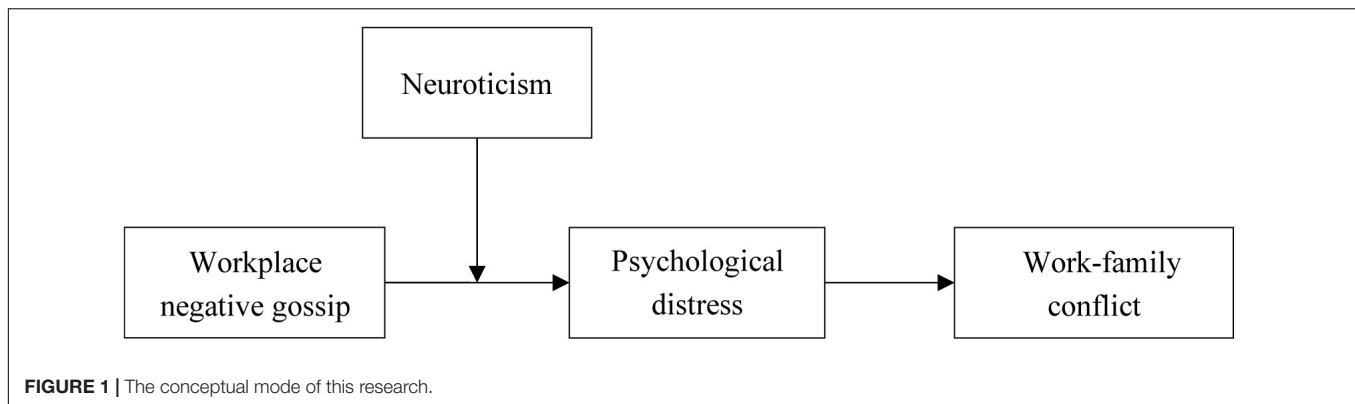 Neuroticism
Workplace
negative gossip
Psychological
distress
Work-family
conflict
FIGURE 1 | The conceptual mode of this research.